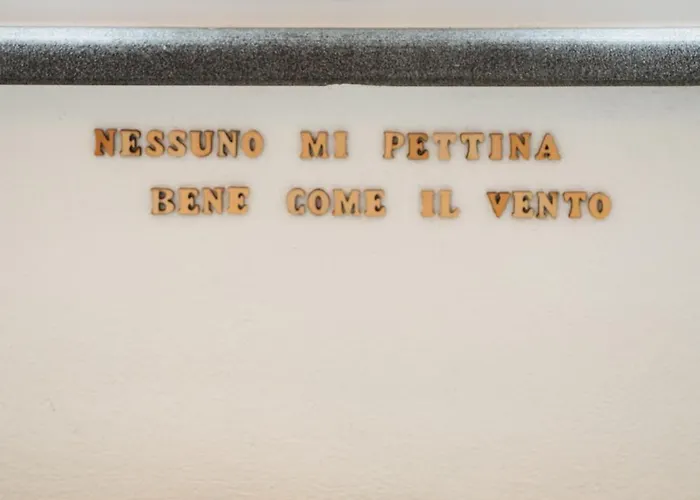 NESSUNO MI PETTINA
BENE COME IL VENTO